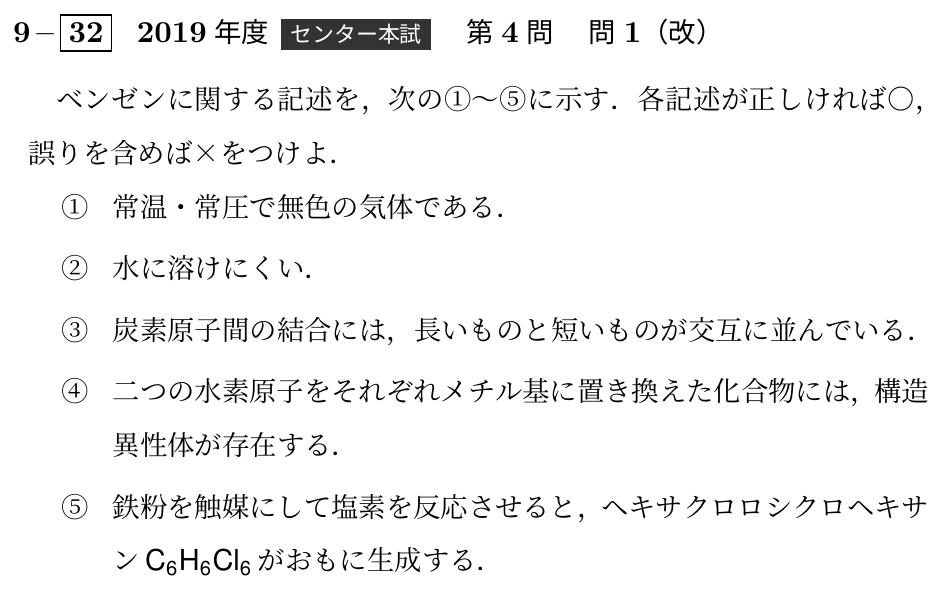 9－32 2019 年度 センター本試 第 4 問 問 1（改）
ベンゼンに関する記述を，次の①～⑤に示す．各記述が正しければ○，
誤りを含めば×をつけよ．
① 常温・常圧で無色の気体である．
② 水に溶けにくい．
③ 炭素原子間の結合には，長いものと短いものが交互に並んでいる．
④ 二つの水素原子をそれぞれメチル基に置き換えた化合物には，構造
異性体が存在する．
⑤ 鉄粉を触媒にして塩素を反応させると，ヘキサクロロシクロヘキサ
ン C₆H₆Cl₆ がおもに生成する．